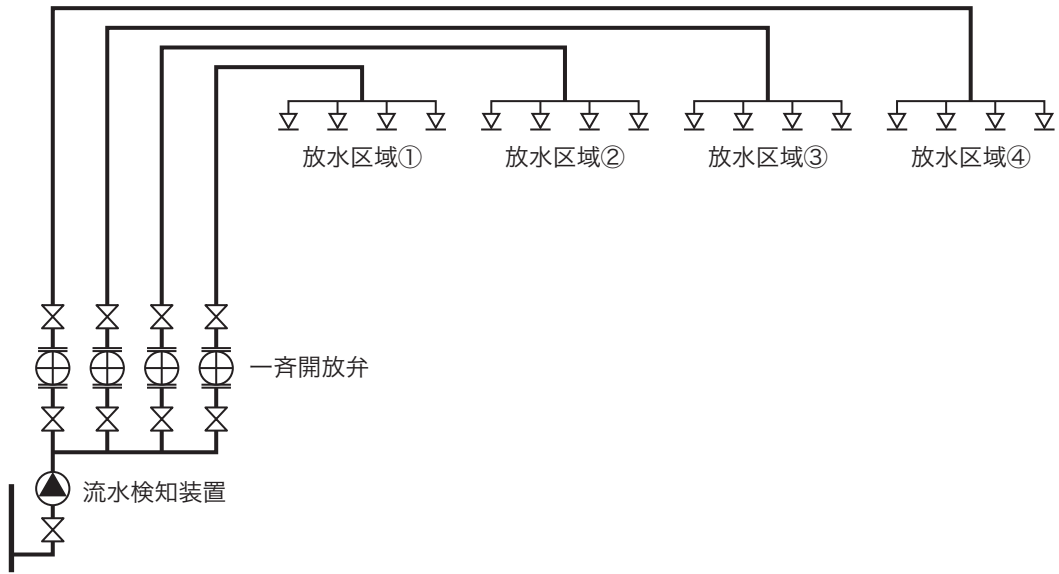 放水区域①
放水区域②
放水区域③
放水区域④
一斉開放弁
流水検知装置